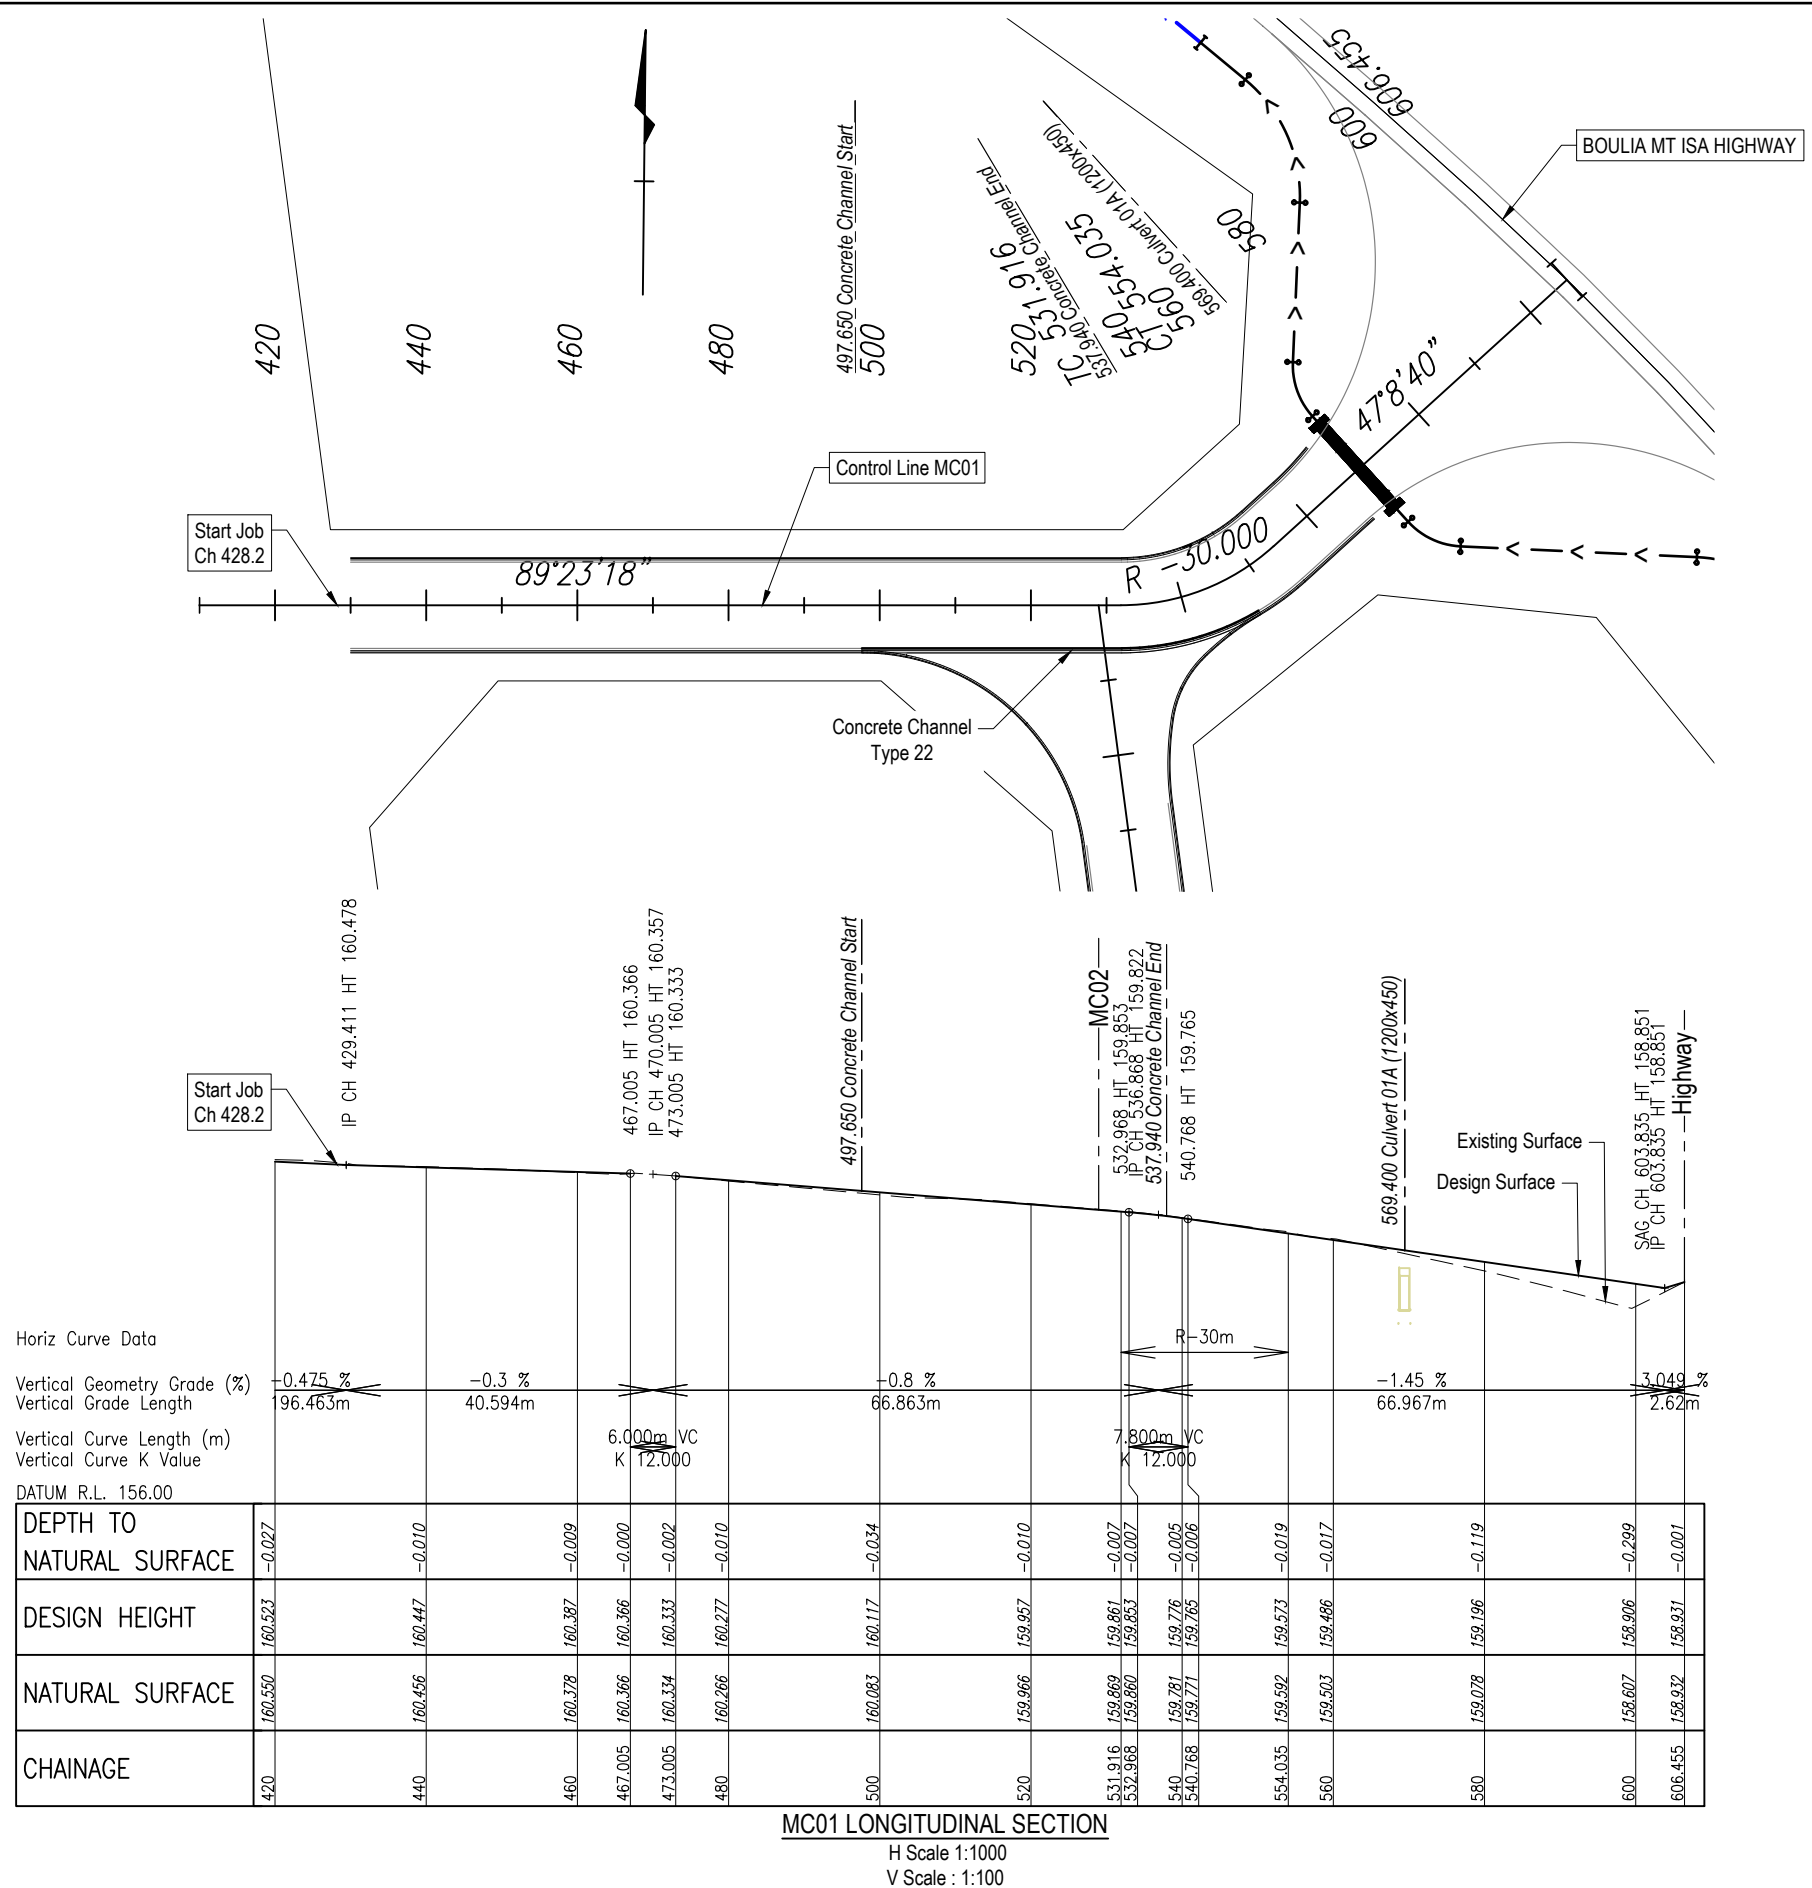 606.455
600
BOULIA MT ISA HIGHWAY
580
569.400 Culvert 01A (1200x450)
560
CT 554.035
540
537.940 Concrete Channel End
TC 531.916
520
497.650 Concrete Channel Start
500
480
460
440
420
47°8'40"
Control Line MC01
Start Job
Ch 428.2
89°23'18"
R -30.000
Concrete Channel
Type 22
IP CH 429.411 HT 160.478
467.005 HT 160.366
IP CH 470.005 HT 160.357
473.005 HT 160.333
497.650 Concrete Channel Start
MC02
532.968 HT 159.853
IP CH 536.868 HT 159.822
537.940 Concrete Channel End
540.768 HT 159.765
569.400 Culvert 01A (1200x450)
SAG CH 603.835 HT 158.851
IP CH 603.835 HT 158.851
Highway
Start Job
Ch 428.2
Existing Surface
Design Surface
Horiz Curve Data
R-30m
Vertical Geometry Grade (%) -0.475 % -0.3 % -0.8 % -1.45 % 3.049 %
Vertical Grade Length 196.463m 40.594m 66.863m 66.967m 2.62m
Vertical Curve Length (m) 6.000m VC 7.800m VC
Vertical Curve K Value K 12.000 K 12.000
DATUM R.L. 156.00
DEPTH TO
NATURAL SURFACE -0.027 -0.010 -0.009 -0.000 -0.002 -0.010 -0.034 -0.010 -0.007 -0.007 -0.005 -0.006 -0.019 -0.017 -0.119 -0.299 -0.001
DESIGN HEIGHT 160.523 160.447 160.387 160.366 160.333 160.277 160.117 159.957 159.861 159.853 159.776 159.765 159.573 159.486 159.196 158.906 158.931
NATURAL SURFACE 160.550 160.456 160.378 160.366 160.334 160.266 160.083 159.966 159.869 159.860 159.781 159.771 159.592 159.503 159.078 158.607 158.932
CHAINAGE 420 440 460 467.005 473.005 480 500 520 531.916 532.968 540 540.768 554.035 560 580 600 606.455
MC01 LONGITUDINAL SECTION
H Scale 1:1000
V Scale : 1:100